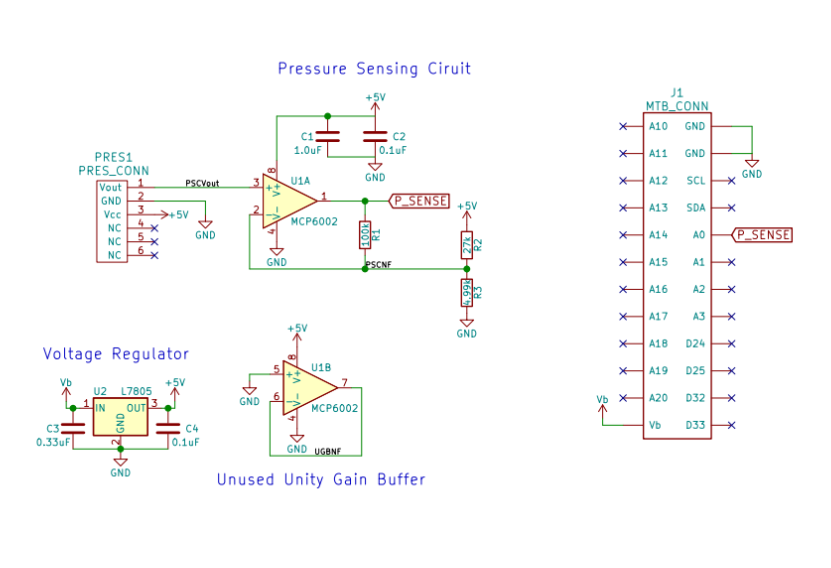 Pressure Sensing Ciruit
+5V
C1
1.0uF
C2
0.1uF
GND
PRES1
PRES_CONN
Vout 1
GND 2
Vcc 3
NC 4
NC 5
NC 6
+5V
GND
PSCVout
3
2
8
4
1
+
V+
-
V-
U1A
MCP6002
GND
P_SENSE
100k
R1
PSCNF
+5V
27k
R2
4.99k
R3
GND
J1
MTB_CONN
A10 GND
A11 GND
A12 SCL
A13 SDA
A14 A0
A15 A1
A16 A2
A17 A3
A18 D24
A19 D25
A20 D32
Vb D33
GND
P_SENSE
Vb
Voltage Regulator
Vb
U2 L7805
+5V
1 IN OUT 3
GND
2
C3
0.33uF
C4
0.1uF
GND
+5V
8
U1B
5
6
7
+
V+
-
V-
4
MCP6002
GND
GND
UGBNF
Unused Unity Gain Buffer